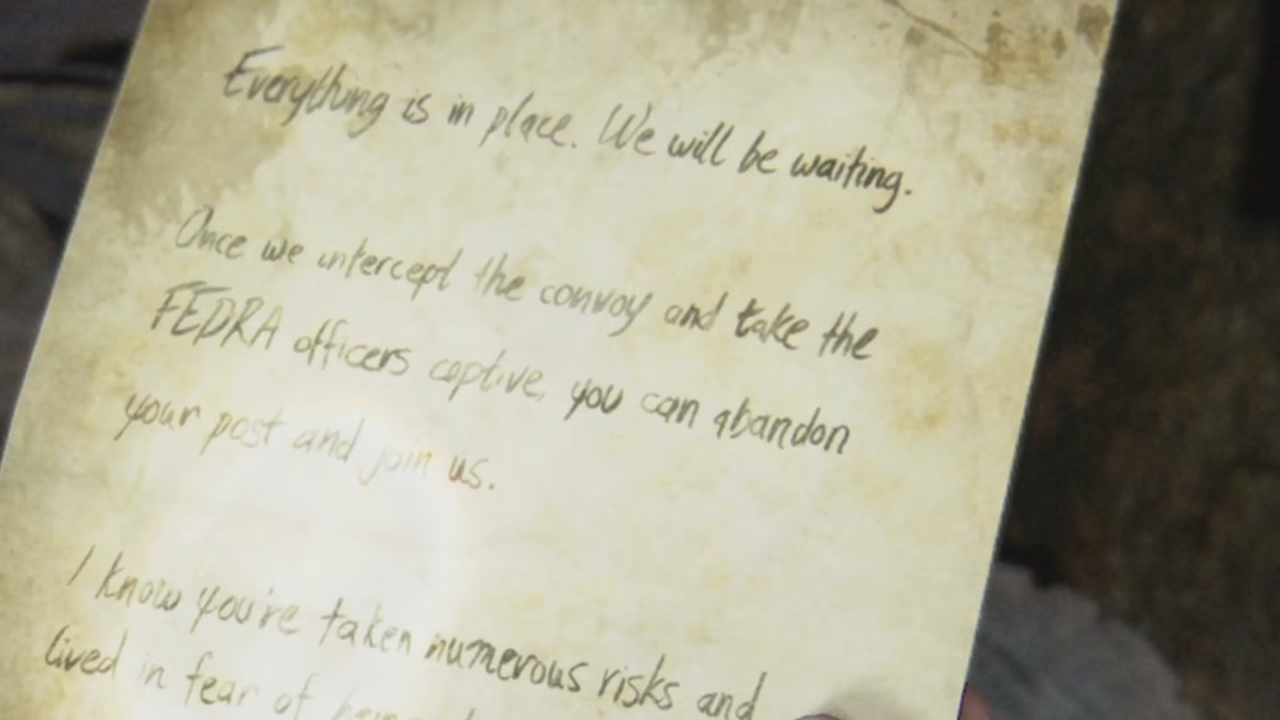 Everything is in place. We will be waiting.
Once we intercept the convoy and take the
FEDRA officers captive, you can abandon
your post and join us.
I know you're taken numerous risks and
lived in fear of being